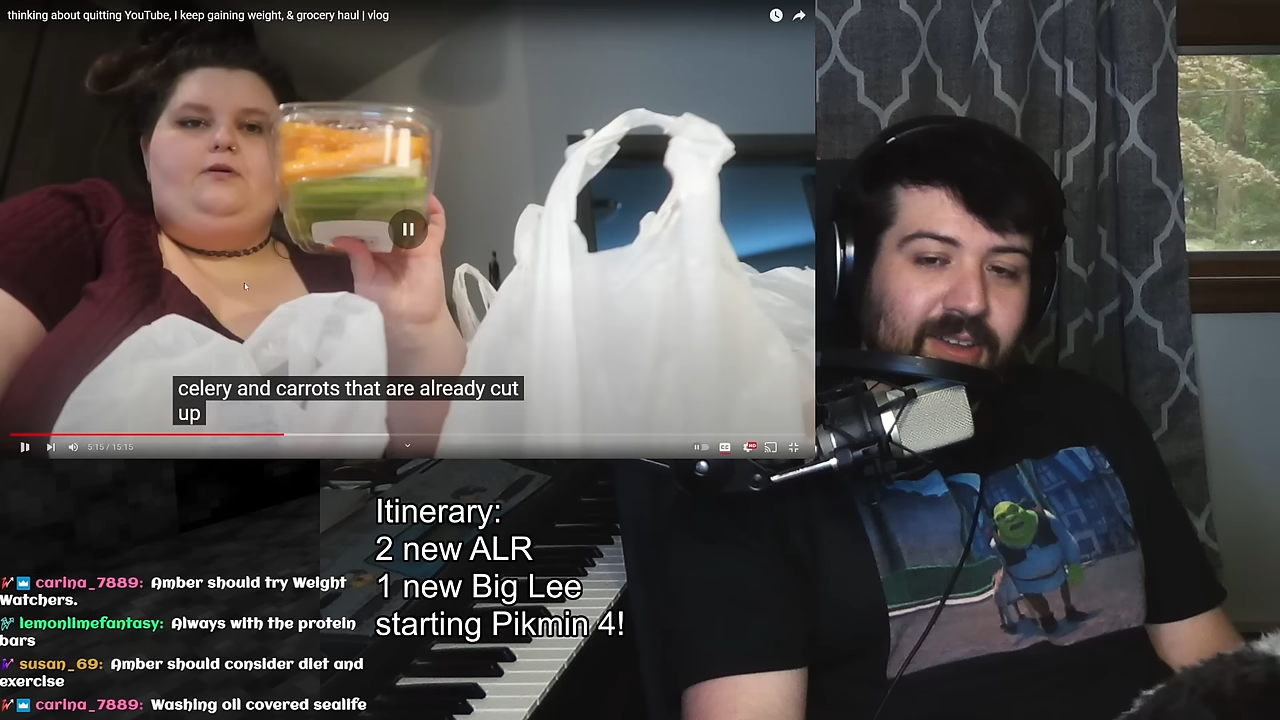 thinking about quitting YouTube, I keep gaining weight, & grocery haul | vlog
celery and carrots that are already cut
up
5:15 / 15:15
CC
HD
Itinerary:
2 new ALR
1 new Big Lee
starting Pikmin 4!
carina_7889: Amber should try Weight
Watchers.
lemonlimefantasy: Always with the protein
bars
susan_69: Amber should consider diet and
exercise
carina_7889: Washing oil covered sealife